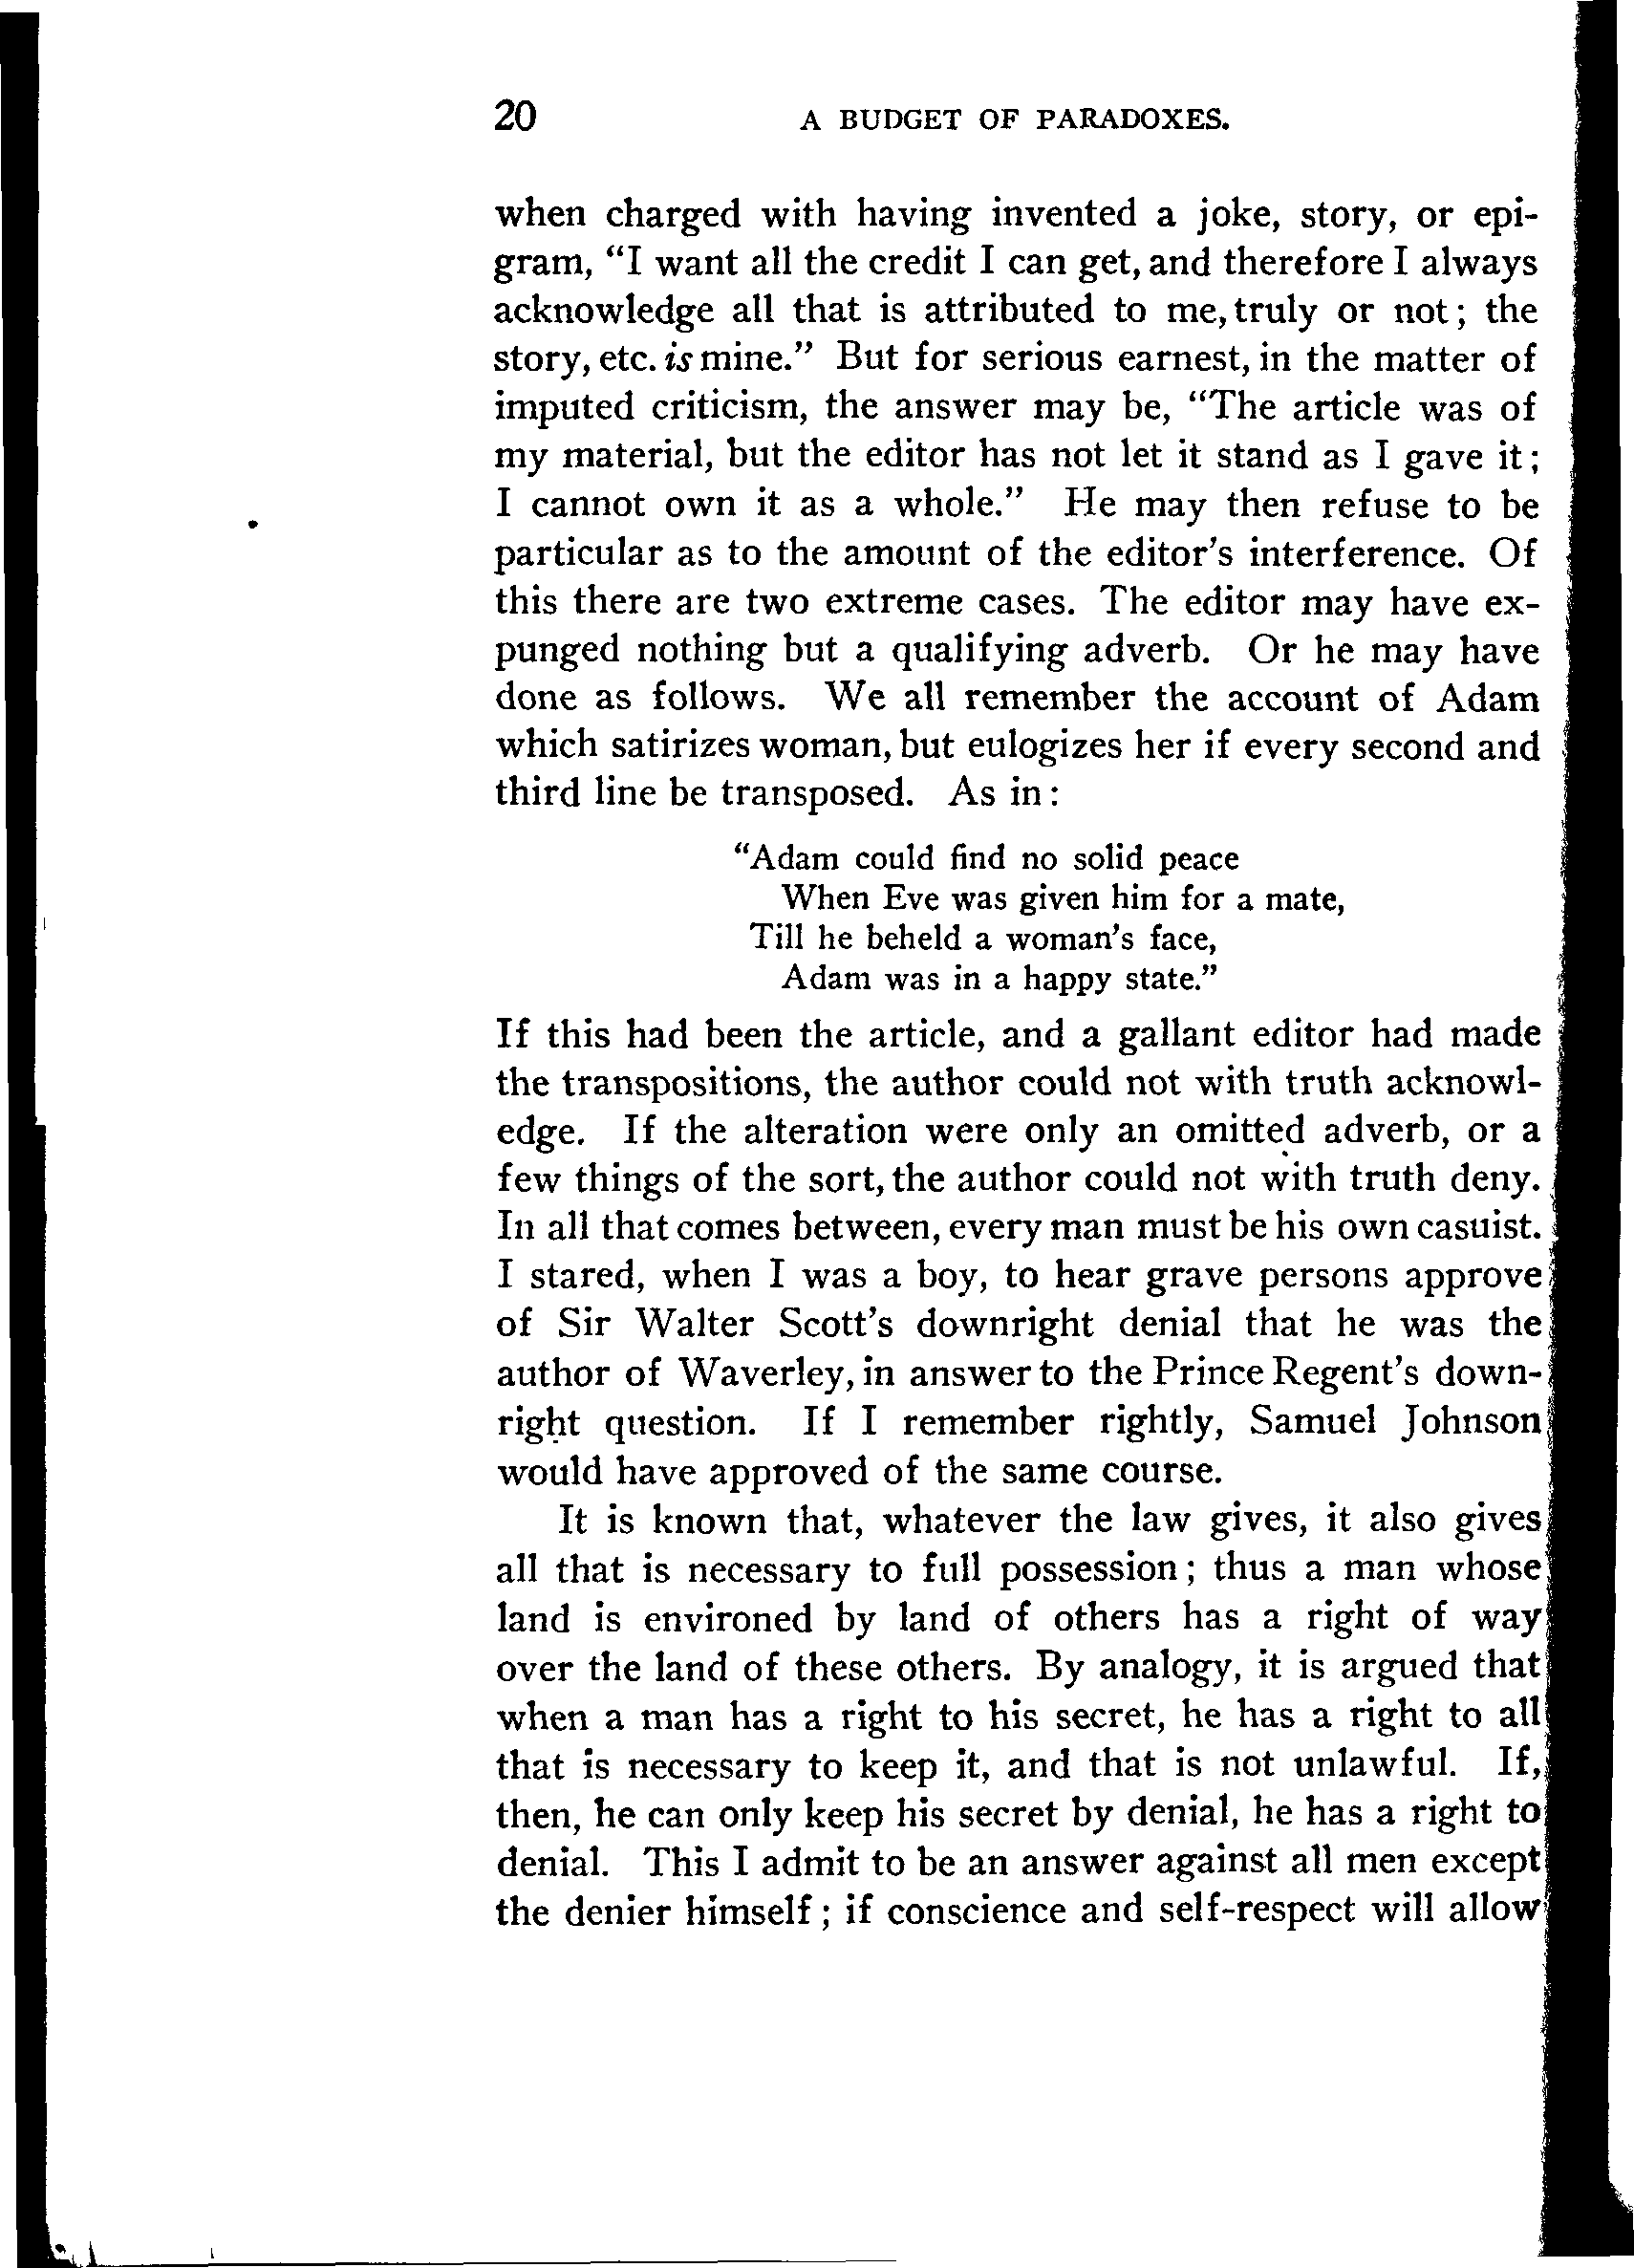 20 A BUDGET OF PARADOXES.
when charged with having invented a joke, story, or epi-
gram, “I want all the credit I can get, and therefore I always
acknowledge all that is attributed to me, truly or not; the
story, etc. is mine.” But for serious earnest, in the matter of
imputed criticism, the answer may be, “The article was of
my material, but the editor has not let it stand as I gave it;
I cannot own it as a whole.” He may then refuse to be
particular as to the amount of the editor's interference. Of
this there are two extreme cases. The editor may have ex-
punged nothing but a qualifying adverb. Or he may have
done as follows. We all remember the account of Adam
which satirizes woman, but eulogizes her if every second and
third line be transposed. As in:
“Adam could find no solid peace
When Eve was given him for a mate,
Till he beheld a woman's face,
Adam was in a happy state.”
If this had been the article, and a gallant editor had made
the transpositions, the author could not with truth acknowl-
edge. If the alteration were only an omitted adverb, or a
few things of the sort, the author could not with truth deny.
In all that comes between, every man must be his own casuist.
I stared, when I was a boy, to hear grave persons approve
of Sir Walter Scott's downright denial that he was the
author of Waverley, in answer to the Prince Regent's down-
right question. If I remember rightly, Samuel Johnson
would have approved of the same course.
It is known that, whatever the law gives, it also gives
all that is necessary to full possession; thus a man whose
land is environed by land of others has a right of way
over the land of these others. By analogy, it is argued that
when a man has a right to his secret, he has a right to all
that is necessary to keep it, and that is not unlawful. If,
then, he can only keep his secret by denial, he has a right to
denial. This I admit to be an answer against all men except
the denier himself; if conscience and self-respect will allow